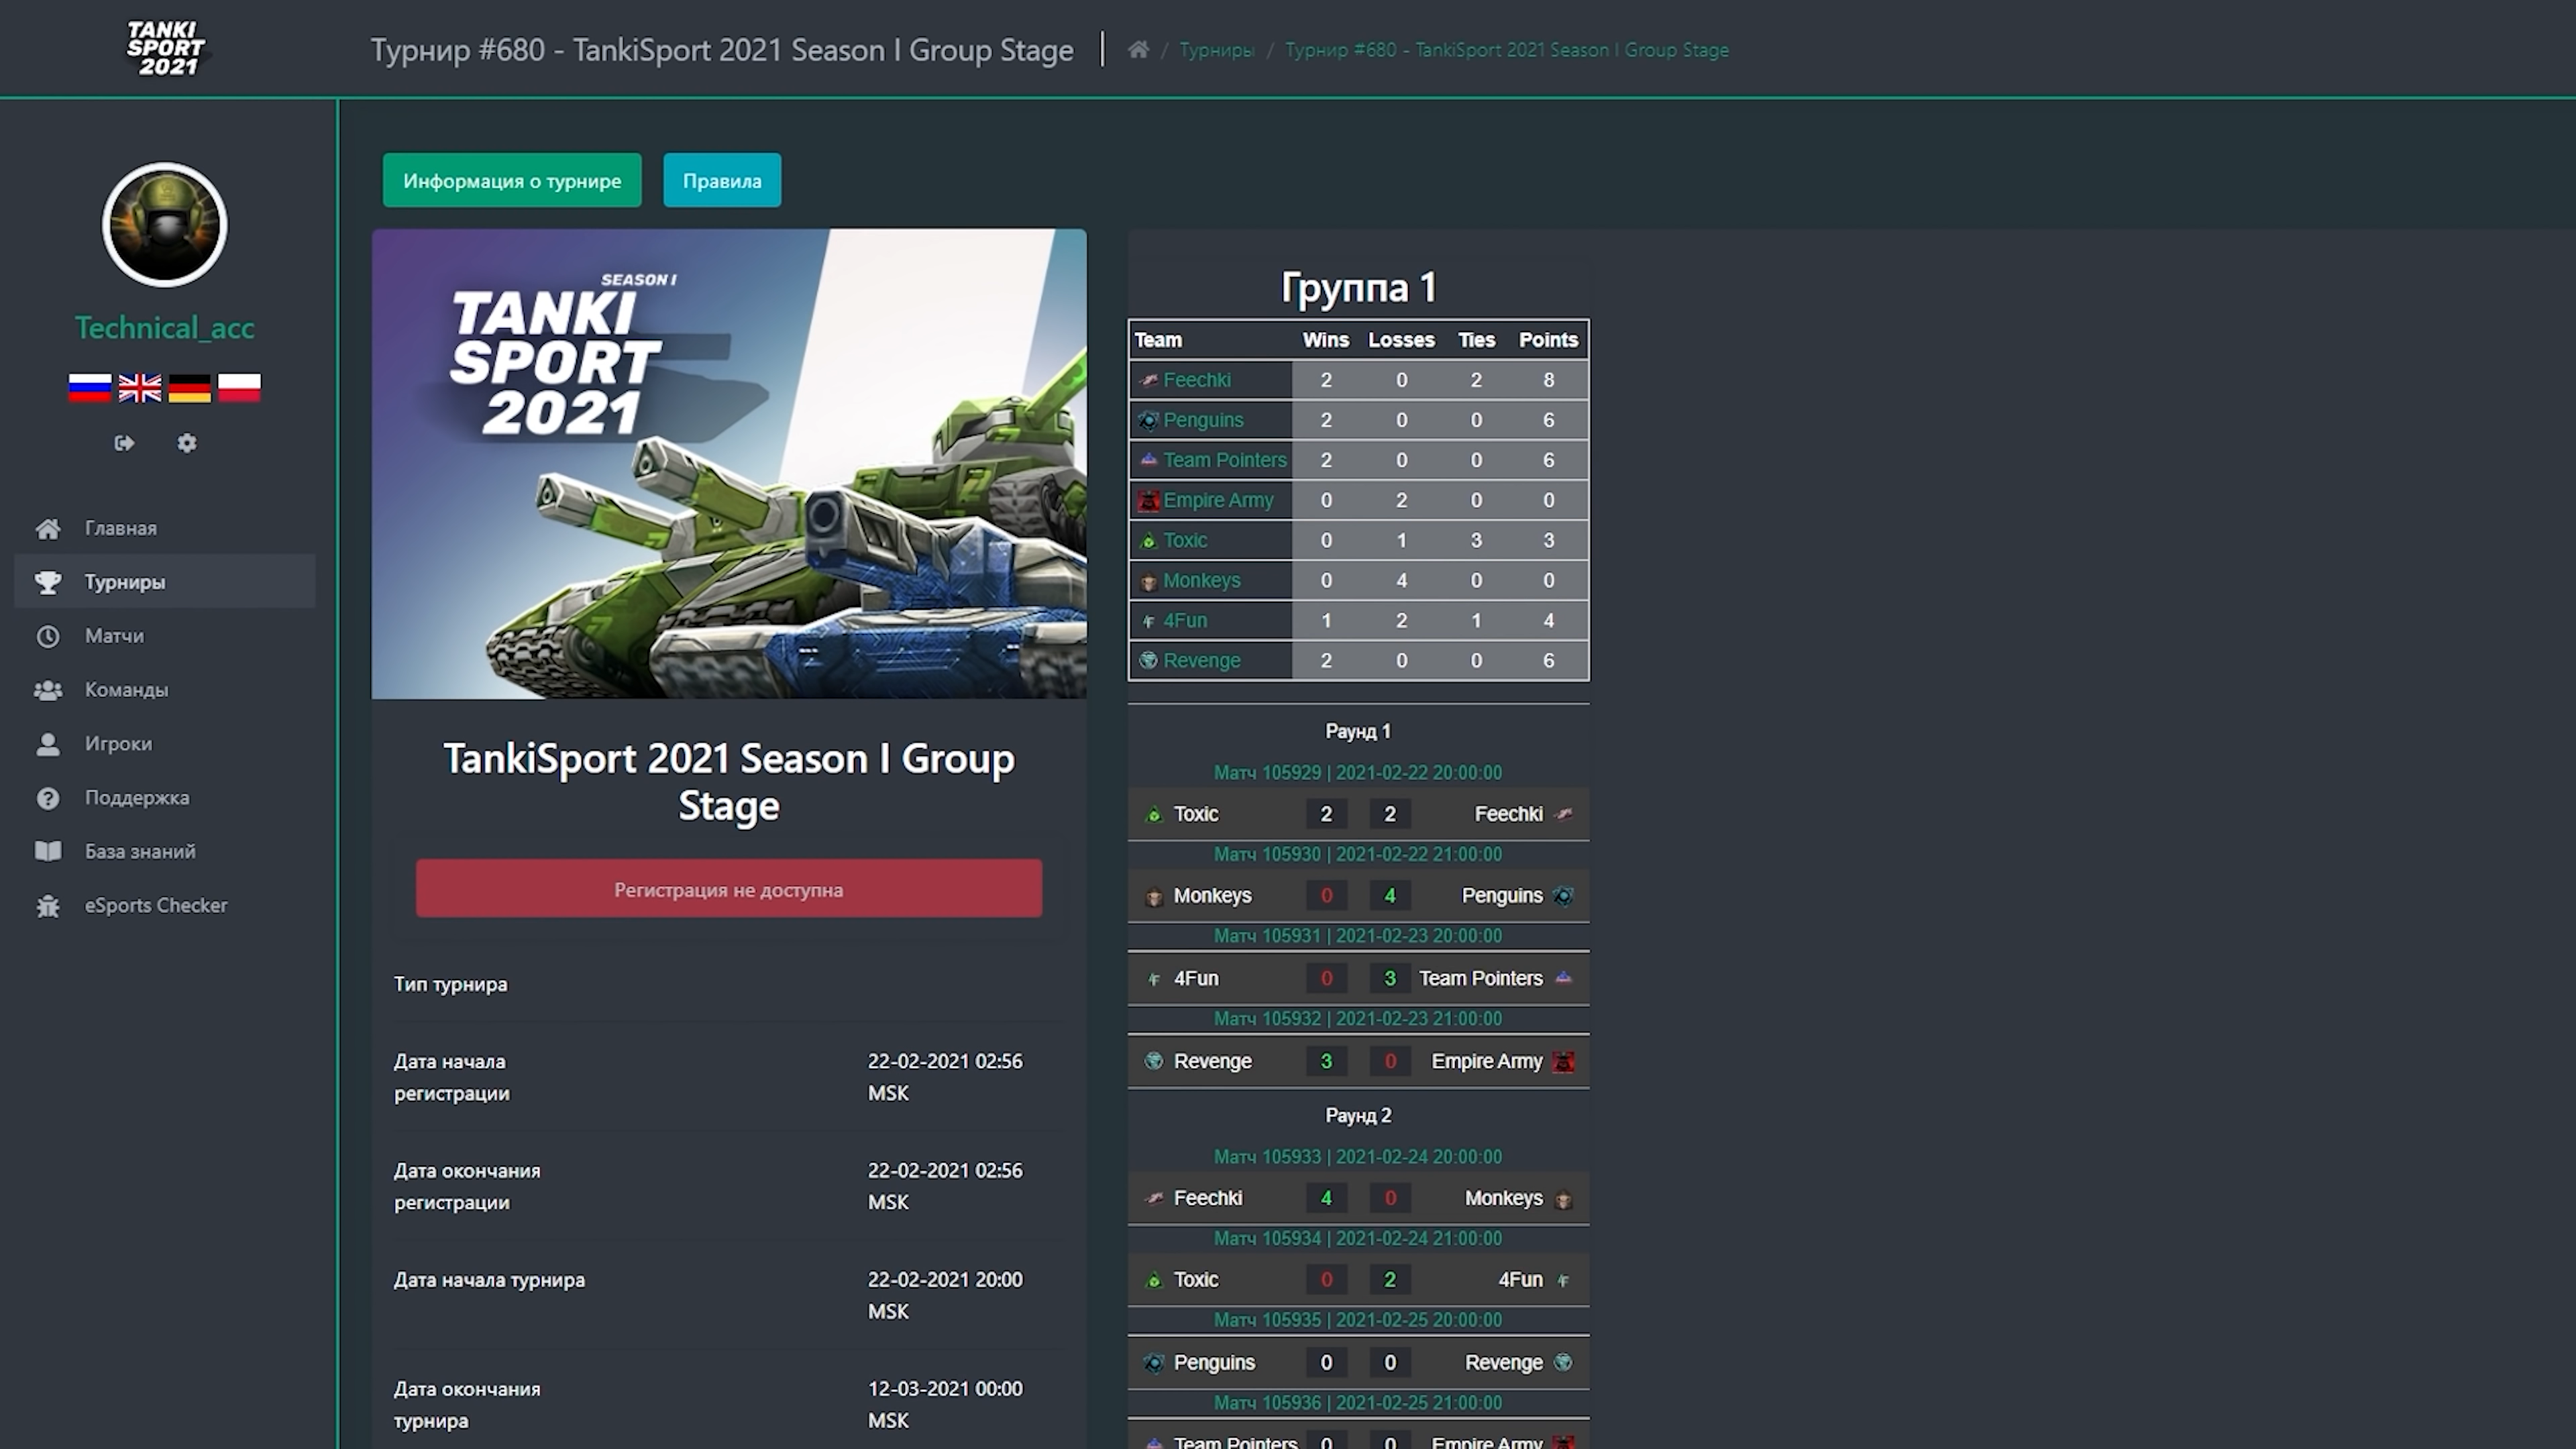 TANKI
SPORT
2021
Турнир #680 - TankiSport 2021 Season I Group Stage
/ Турниры / Турнир #680 - TankiSport 2021 Season I Group Stage
Technical_acc
Главная
Турниры
Матчи
Команды
Игроки
Поддержка
База знаний
eSports Checker
Информация о турнире
Правила
SEASON I
TANKI
SPORT
2021
TankiSport 2021 Season I Group
Stage
Регистрация не доступна
Тип турнира
Дата начала
регистрации
22-02-2021 02:56
MSK
Дата окончания
регистрации
22-02-2021 02:56
MSK
Дата начала турнира
22-02-2021 20:00
MSK
Дата окончания
турнира
12-03-2021 00:00
MSK
Группа 1
Team Wins Losses Ties Points
Feechki 2 0 2 8
Penguins 2 0 0 6
Team Pointers 2 0 0 6
Empire Army 0 2 0 0
Toxic 0 1 3 3
Monkeys 0 4 0 0
4Fun 1 2 1 4
Revenge 2 0 0 6
Раунд 1
Матч 105929 | 2021-02-22 20:00:00
Toxic 2 2 Feechki
Матч 105930 | 2021-02-22 21:00:00
Monkeys 0 4 Penguins
Матч 105931 | 2021-02-23 20:00:00
4Fun 0 3 Team Pointers
Матч 105932 | 2021-02-23 21:00:00
Revenge 3 0 Empire Army
Раунд 2
Матч 105933 | 2021-02-24 20:00:00
Feechki 4 0 Monkeys
Матч 105934 | 2021-02-24 21:00:00
Toxic 0 2 4Fun
Матч 105935 | 2021-02-25 20:00:00
Penguins 0 0 Revenge
Матч 105936 | 2021-02-25 21:00:00
Team Pointers 0 0 Empire Army